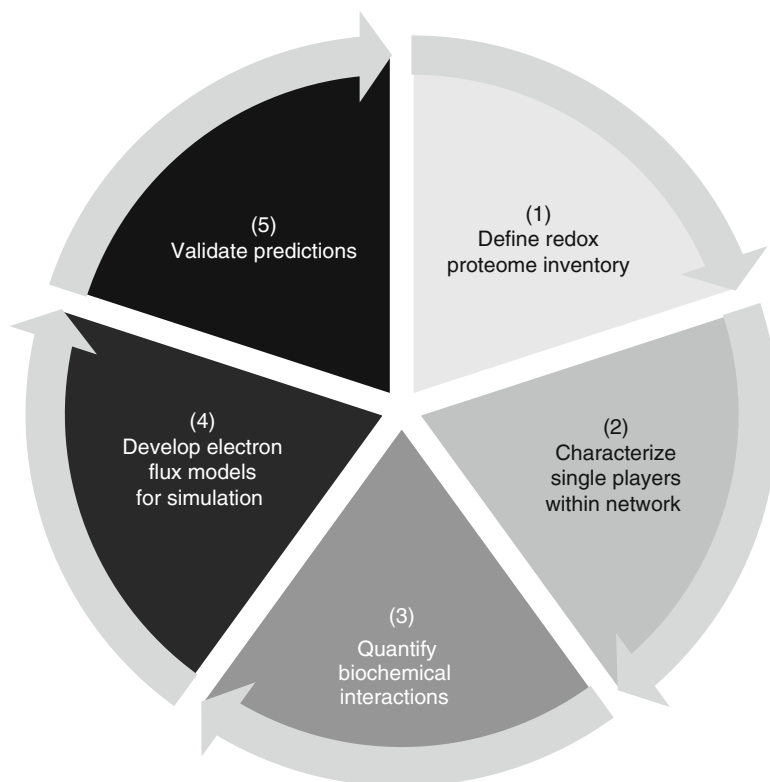 (1)
Define redox
proteome inventory
(2)
Characterize
single players
within network
(3)
Quantify
biochemical
interactions
(4)
Develop electron
flux models
for simulation
(5)
Validate predictions